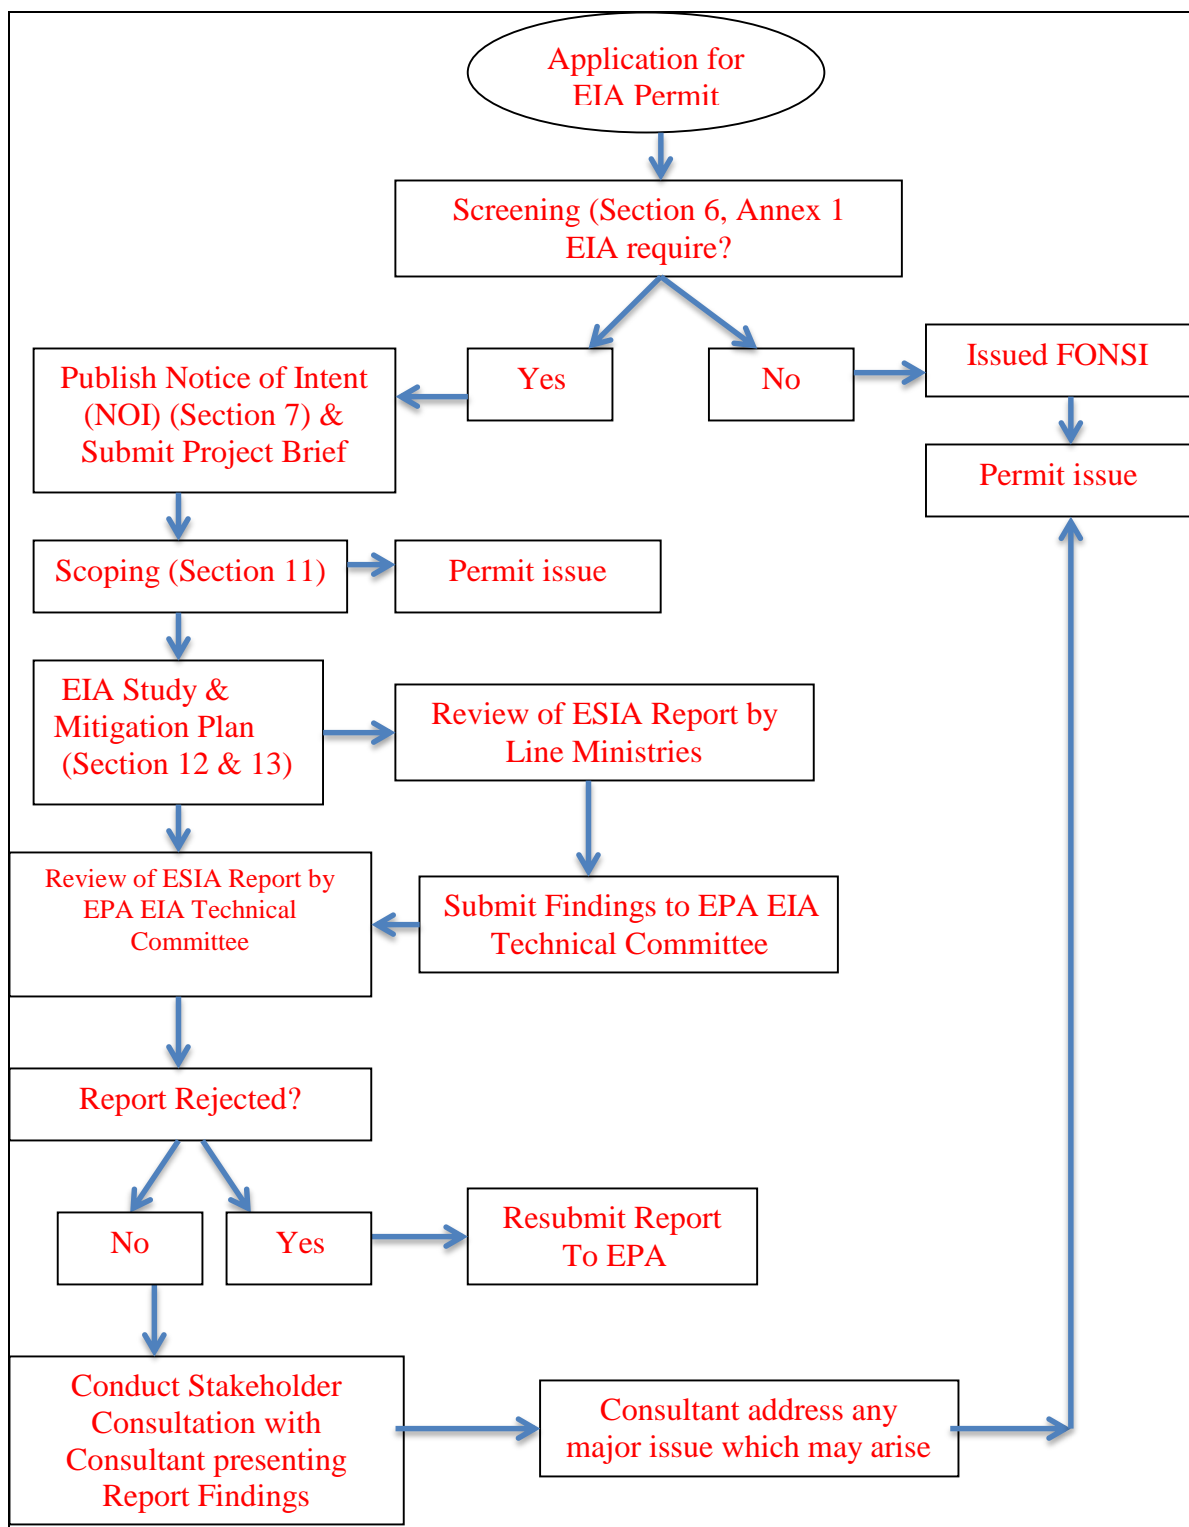 Application for
EIA Permit
Screening (Section 6, Annex 1
EIA require?
Yes
No
Issued FONSI
Permit issue
Publish Notice of Intent
(NOI) (Section 7) &
Submit Project Brief
Scoping (Section 11)
Permit issue
EIA Study &
Mitigation Plan
(Section 12 & 13)
Review of ESIA Report by
Line Ministries
Review of ESIA Report by
EPA EIA Technical
Committee
Submit Findings to EPA EIA
Technical Committee
Report Rejected?
No
Yes
Resubmit Report
To EPA
Conduct Stakeholder
Consultation with
Consultant presenting
Report Findings
Consultant address any
major issue which may arise